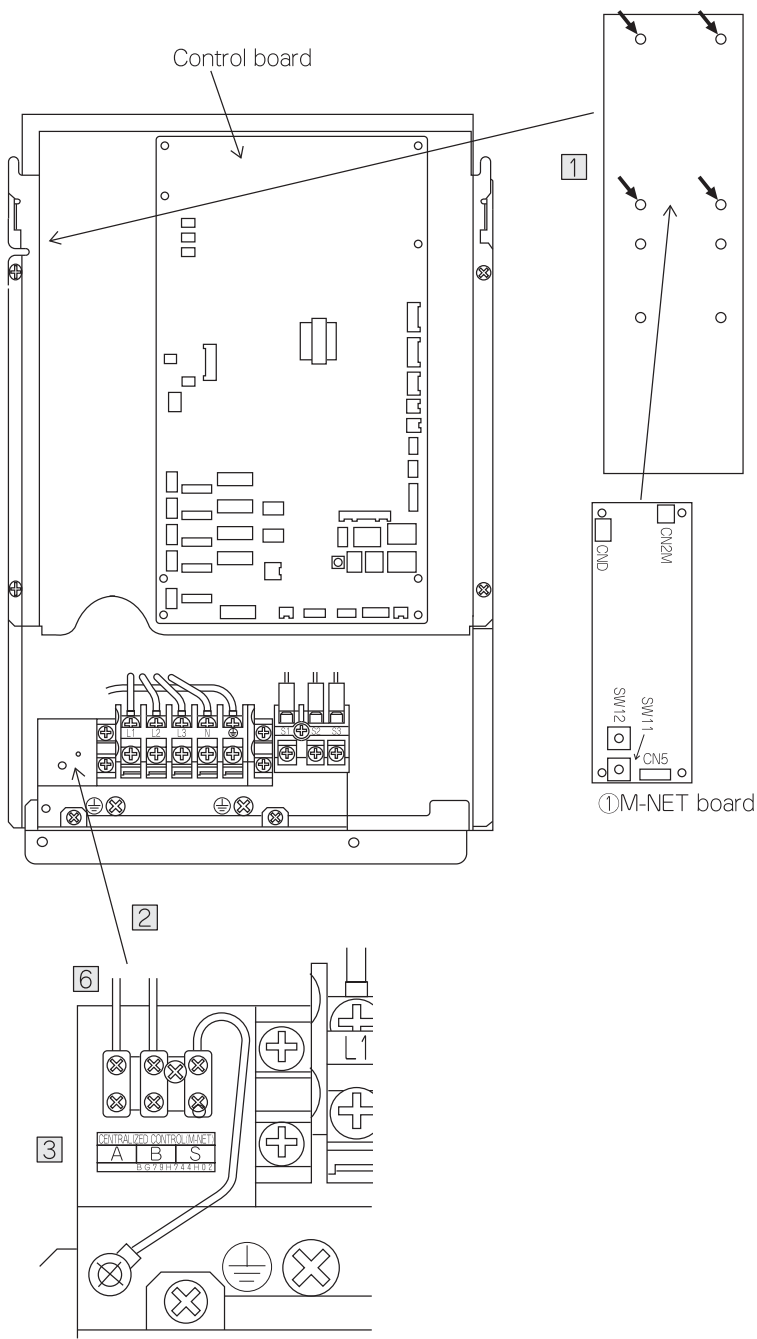 Control board
1
CND
CN2M
SW12
SW11
CN5
①M-NET board
L1 L2 L3 N
S1 S2 S3
2
6
L1
3
CENTRALIZED CONTROL(M-NET)
A B S
BG79H744H02